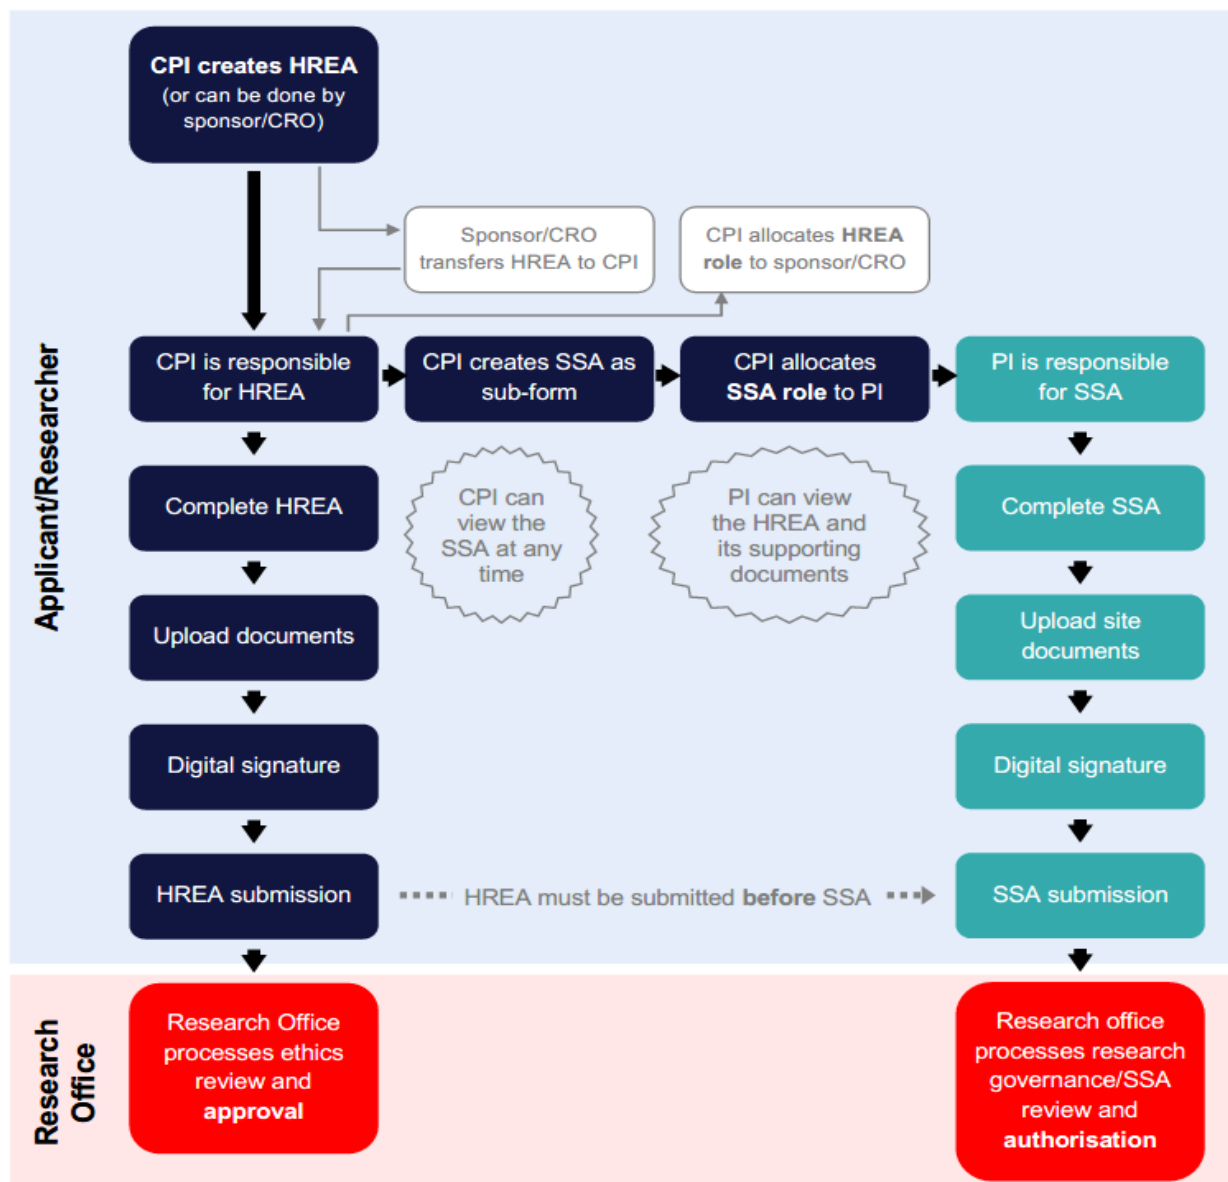 CPI creates HREA
(or can be done by
sponsor/CRO)
Sponsor/CRO
transfers HREA to CPI
CPI allocates HREA
role to sponsor/CRO
Applicant/Researcher
CPI is responsible
for HREA
CPI creates SSA as
sub-form
CPI allocates
SSA role to PI
PI is responsible
for SSA
Complete HREA
CPI can
view the
SSA at any
time
PI can view
the HREA and
its supporting
documents
Complete SSA
Upload documents
Upload site
documents
Digital signature
Digital signature
HREA submission
HREA must be submitted before SSA
SSA submission
Research
Office
Research Office
processes ethics
review and
approval
Research office
processes research
governance/SSA
review and
authorisation